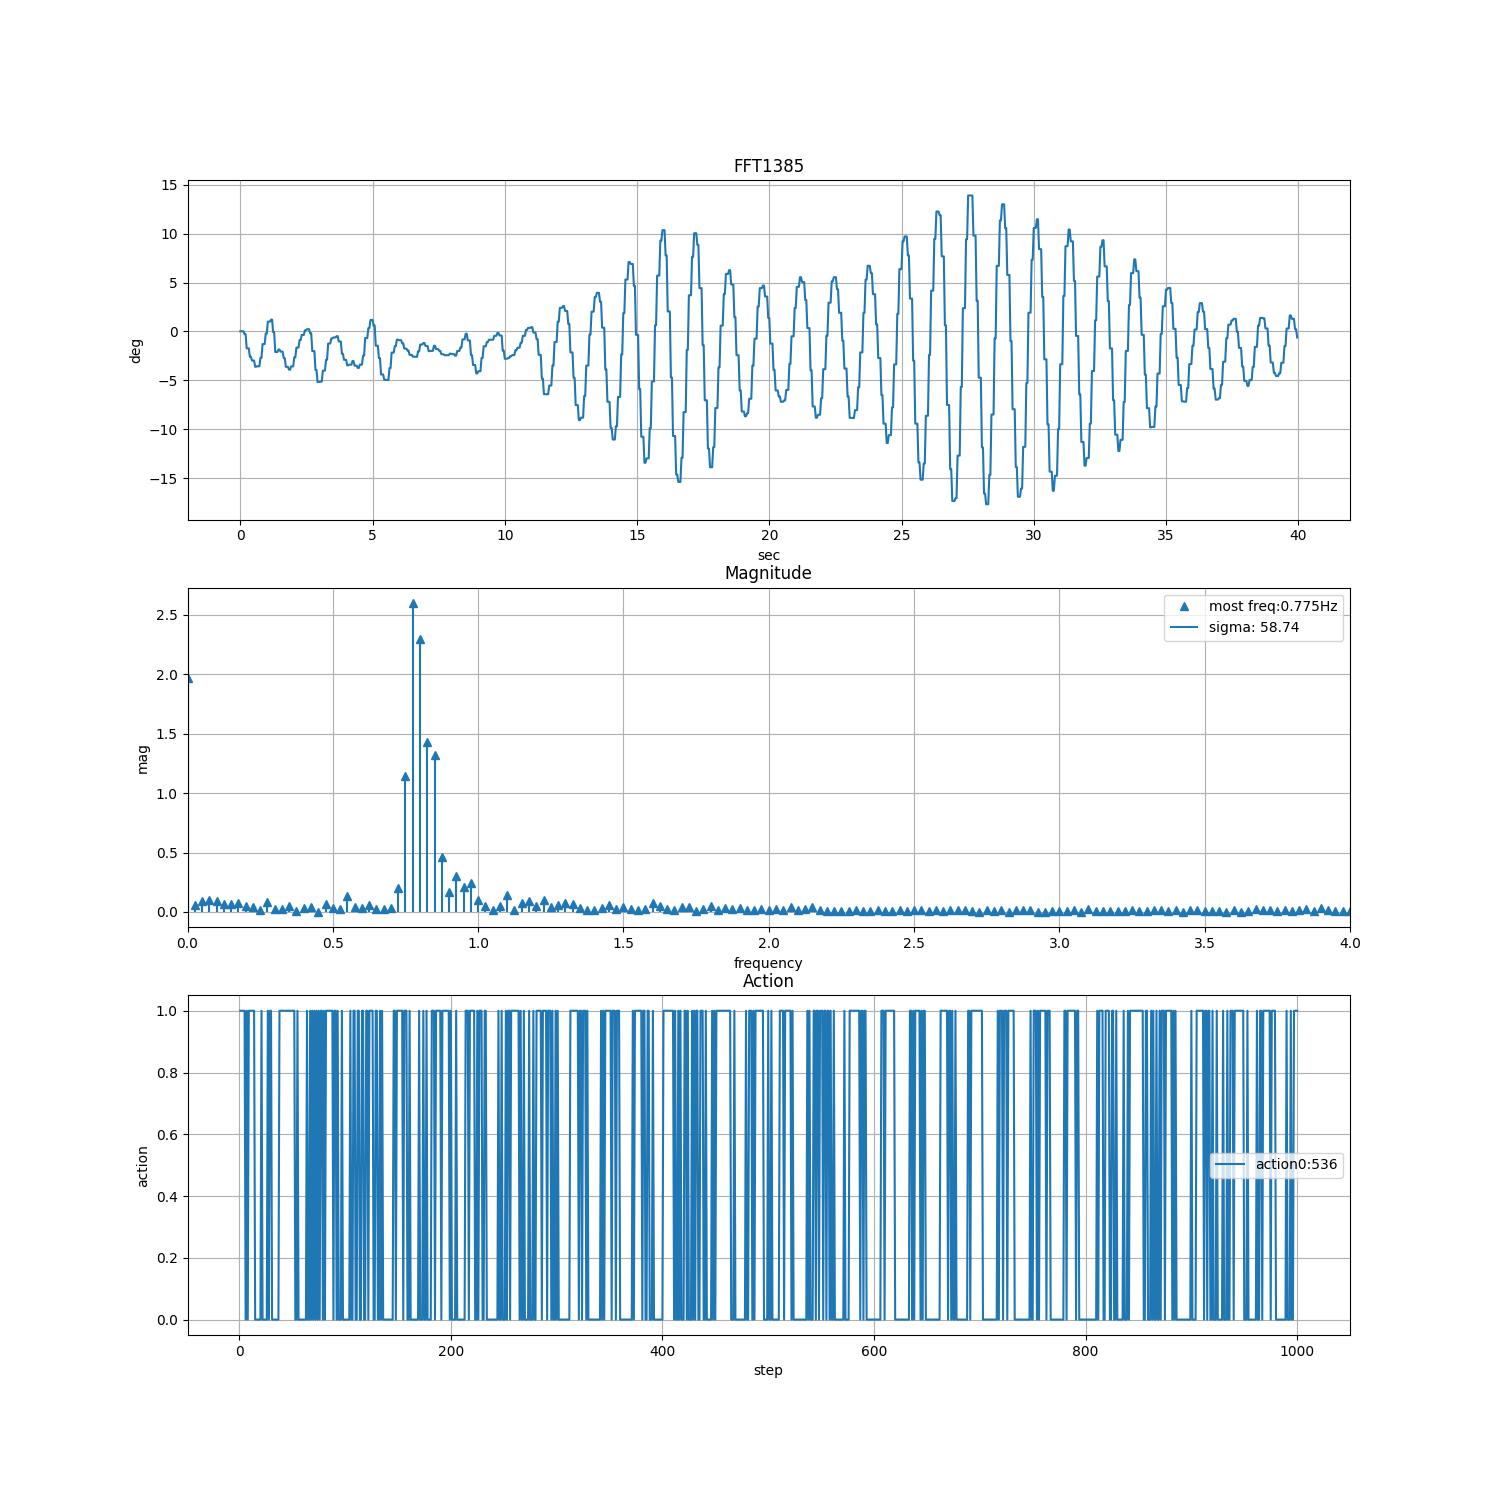 FFT1385
15
10
5
0
−5
−10
−15
deg
0 5 10 15 20 25 30 35 40
sec
Magnitude
most freq:0.775Hz
sigma: 58.74
2.5
2.0
1.5
1.0
0.5
0.0
mag
0.0 0.5 1.0 1.5 2.0 2.5 3.0 3.5 4.0
frequency
Action
1.0
0.8
0.6
0.4
0.2
0.0
action
action0:536
0 200 400 600 800 1000
step